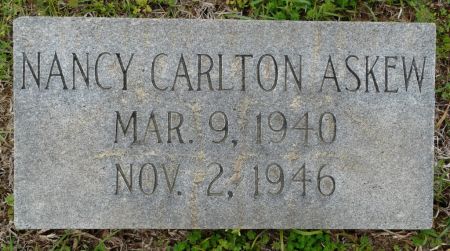 NANCY CARLTON ASKEW
MAR. 9, 1940
NOV. 2, 1946